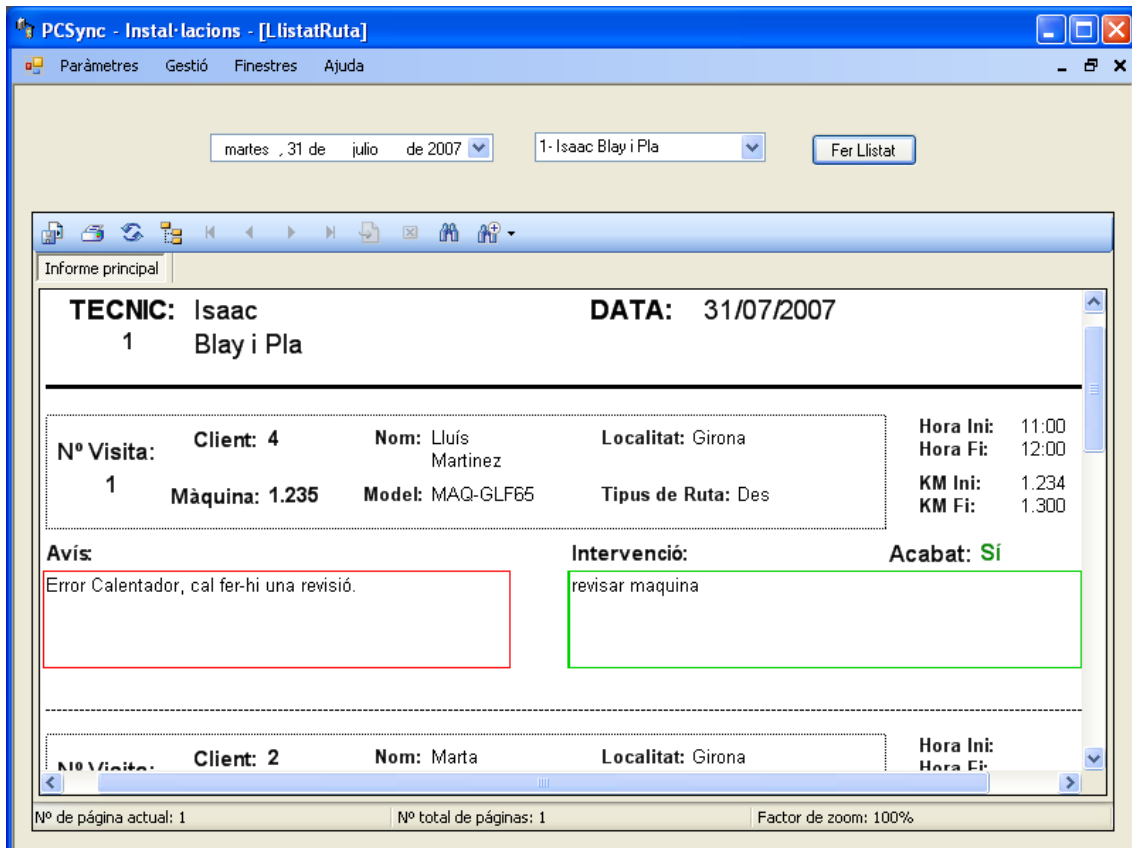 PCSync - Instal·lacions - [LlistatRuta]
Paràmetres Gestió Finestres Ajuda
martes , 31 de julio de 2007 1- Isaac Blay i Pla Fer Llistat
Informe principal
TECNIC: Isaac DATA: 31/07/2007
1 Blay i Pla
Nº Visita: Client: 4 Nom: Lluís Localitat: Girona Hora Ini: 11:00
Martinez Hora Fi: 12:00
1 Màquina: 1.235 Model: MAQ-GLF65 Tipus de Ruta: Des KM Ini: 1.234
KM Fi: 1.300
Avís: Intervenció: Acabat: Sí
Error Calentador, cal fer-hi una revisió. revisar maquina
Client: 2 Nom: Marta Localitat: Girona Hora Ini:
Nº Visita: Hora Fi:
Nº de página actual: 1 Nº total de páginas: 1 Factor de zoom: 100%